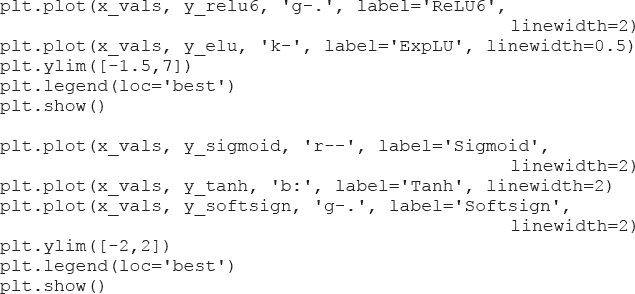 plt.plot(x_vals, y_relu6, 'g-.', label='ReLU6',
linewidth=2)
plt.plot(x_vals, y_elu, 'k-', label='ExpLU', linewidth=0.5)
plt.ylim([-1.5,7])
plt.legend(loc='best')
plt.show()
plt.plot(x_vals, y_sigmoid, 'r--', label='Sigmoid',
linewidth=2)
plt.plot(x_vals, y_tanh, 'b:', label='Tanh', linewidth=2)
plt.plot(x_vals, y_softsign, 'g-.', label='Softsign',
linewidth=2)
plt.ylim([-2,2])
plt.legend(loc='best')
plt.show()